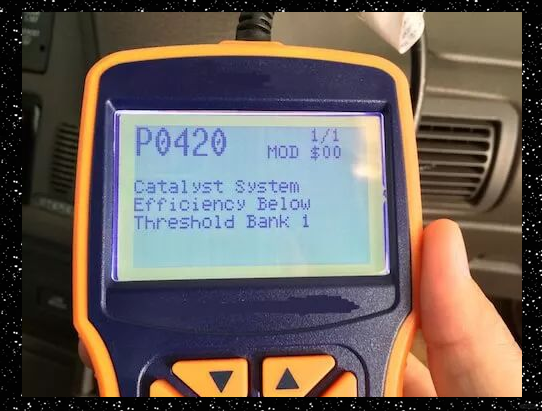 P0420
1/1
MOD $00
Catalyst System
Efficiency Below
Threshold Bank 1